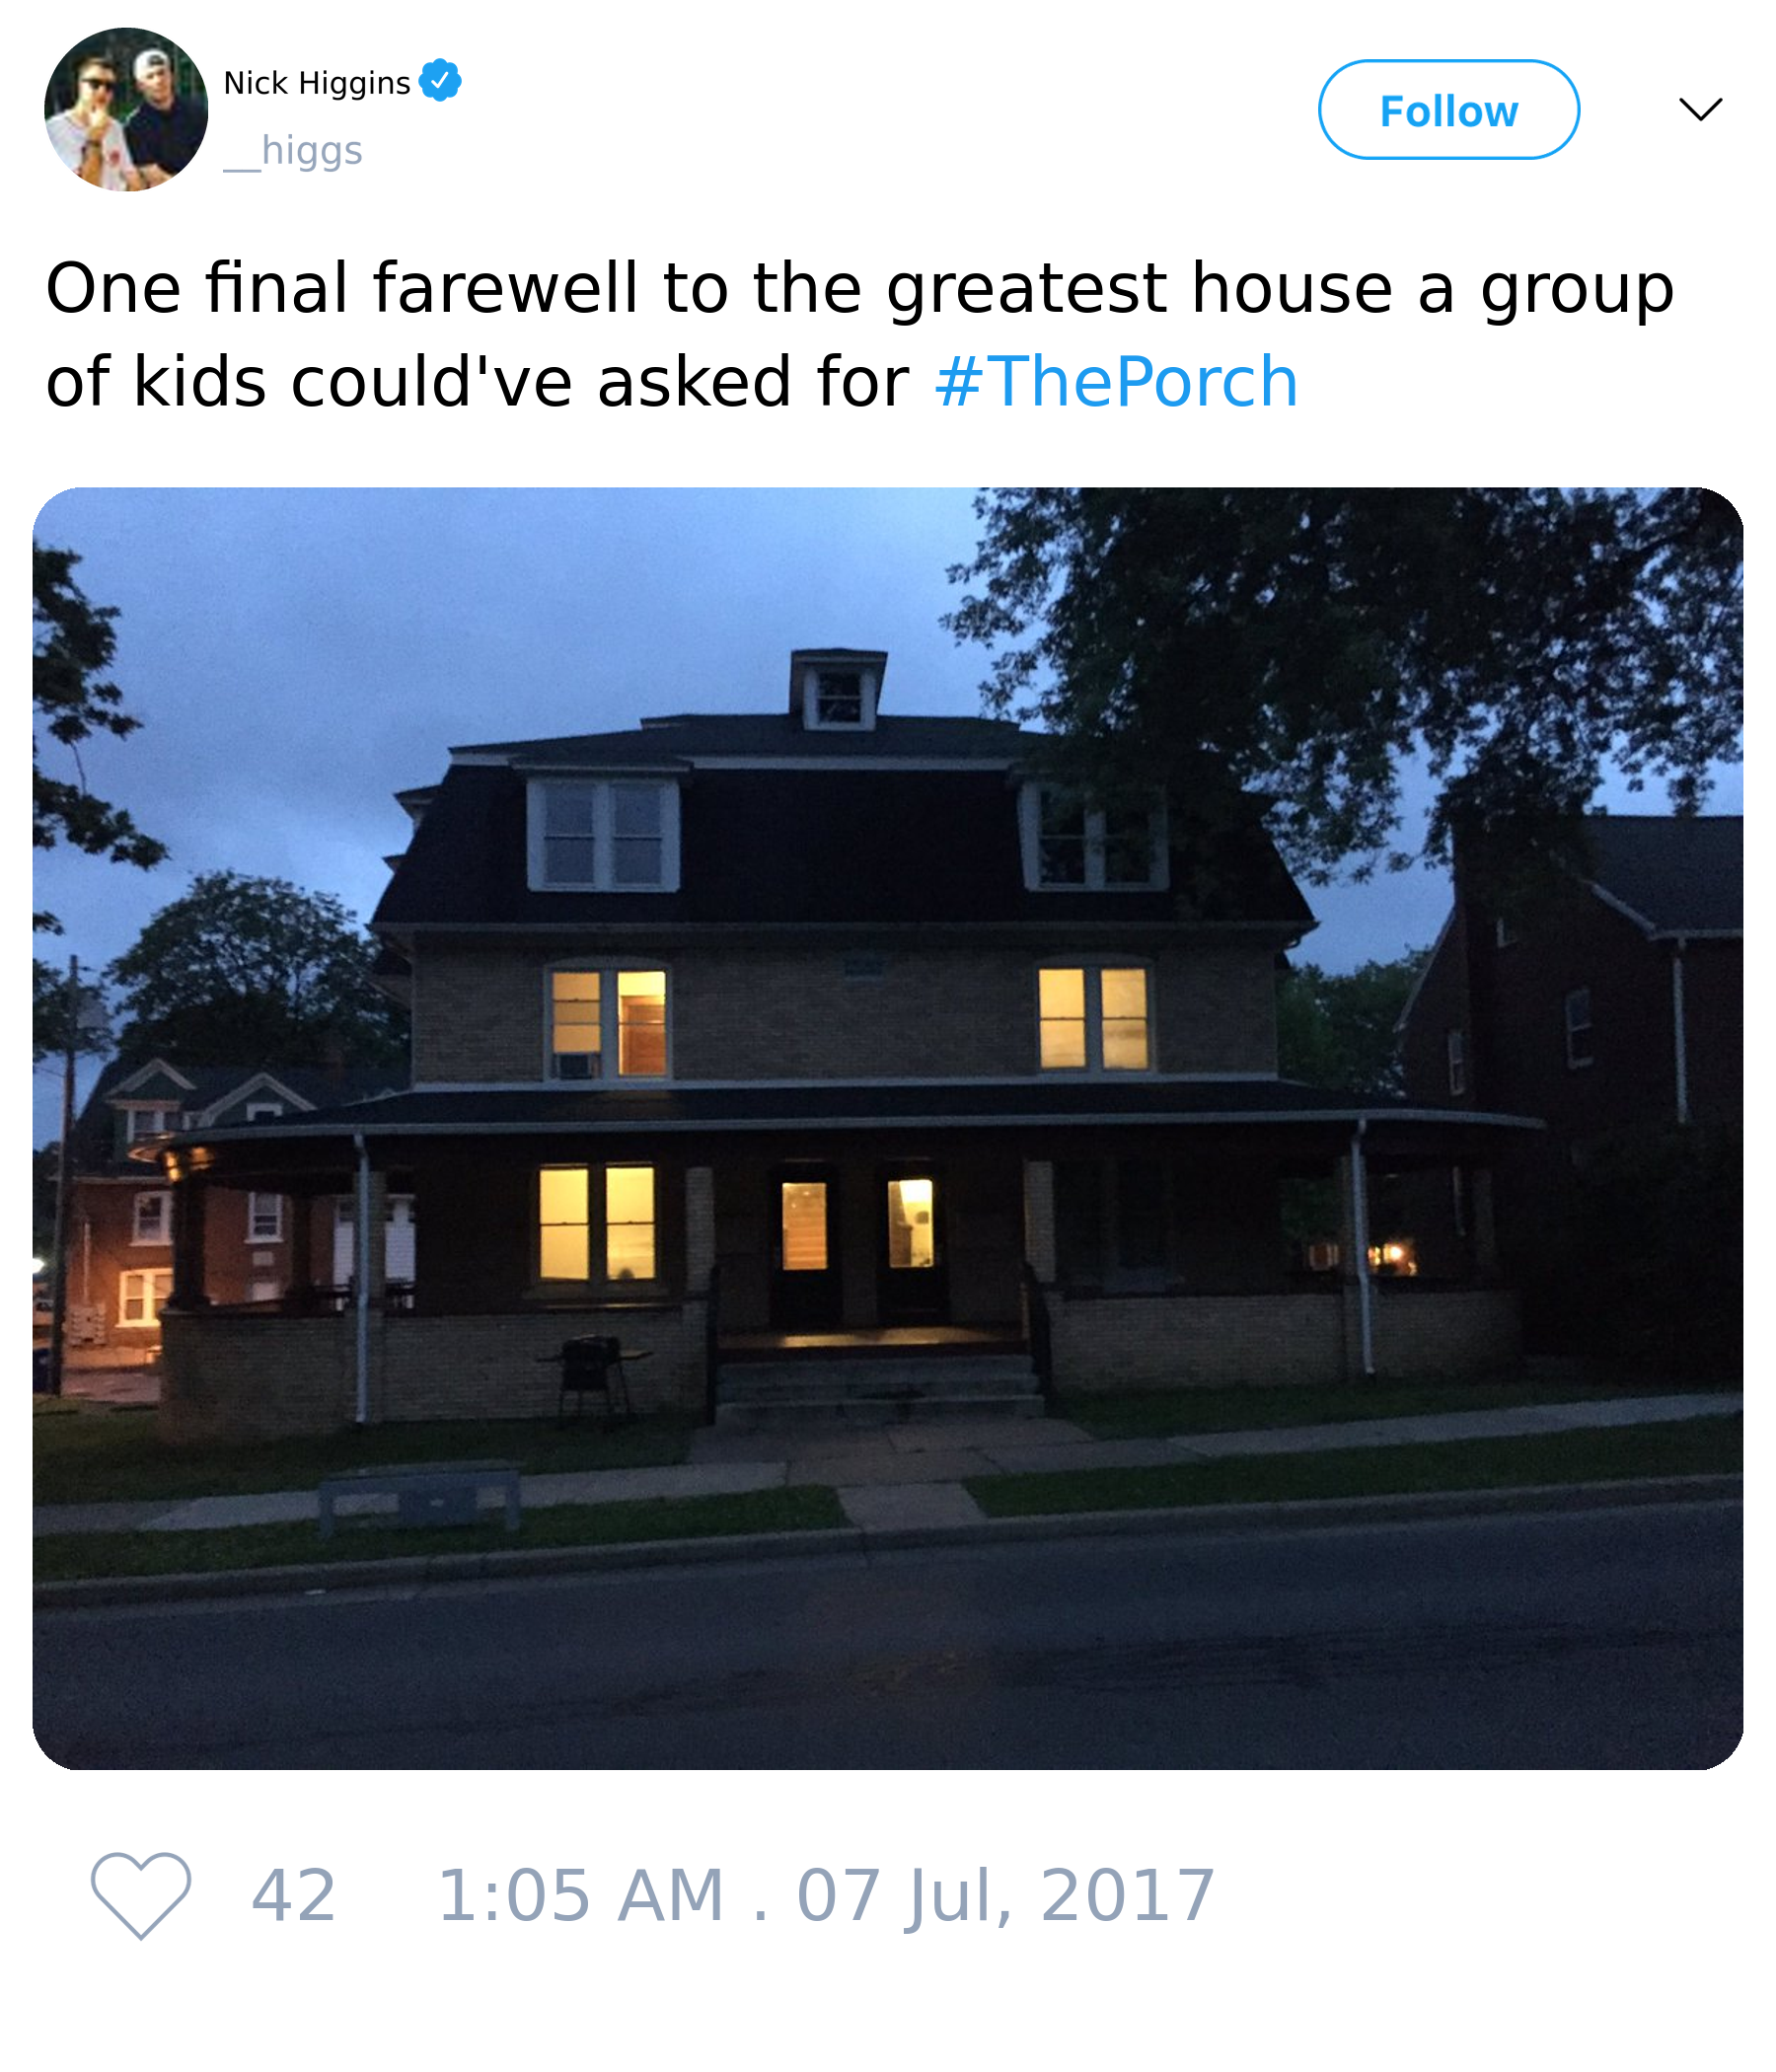 Nick Higgins
__higgs
Follow
One final farewell to the greatest house a group
of kids could've asked for #ThePorch
42 1:05 AM . 07 Jul, 2017